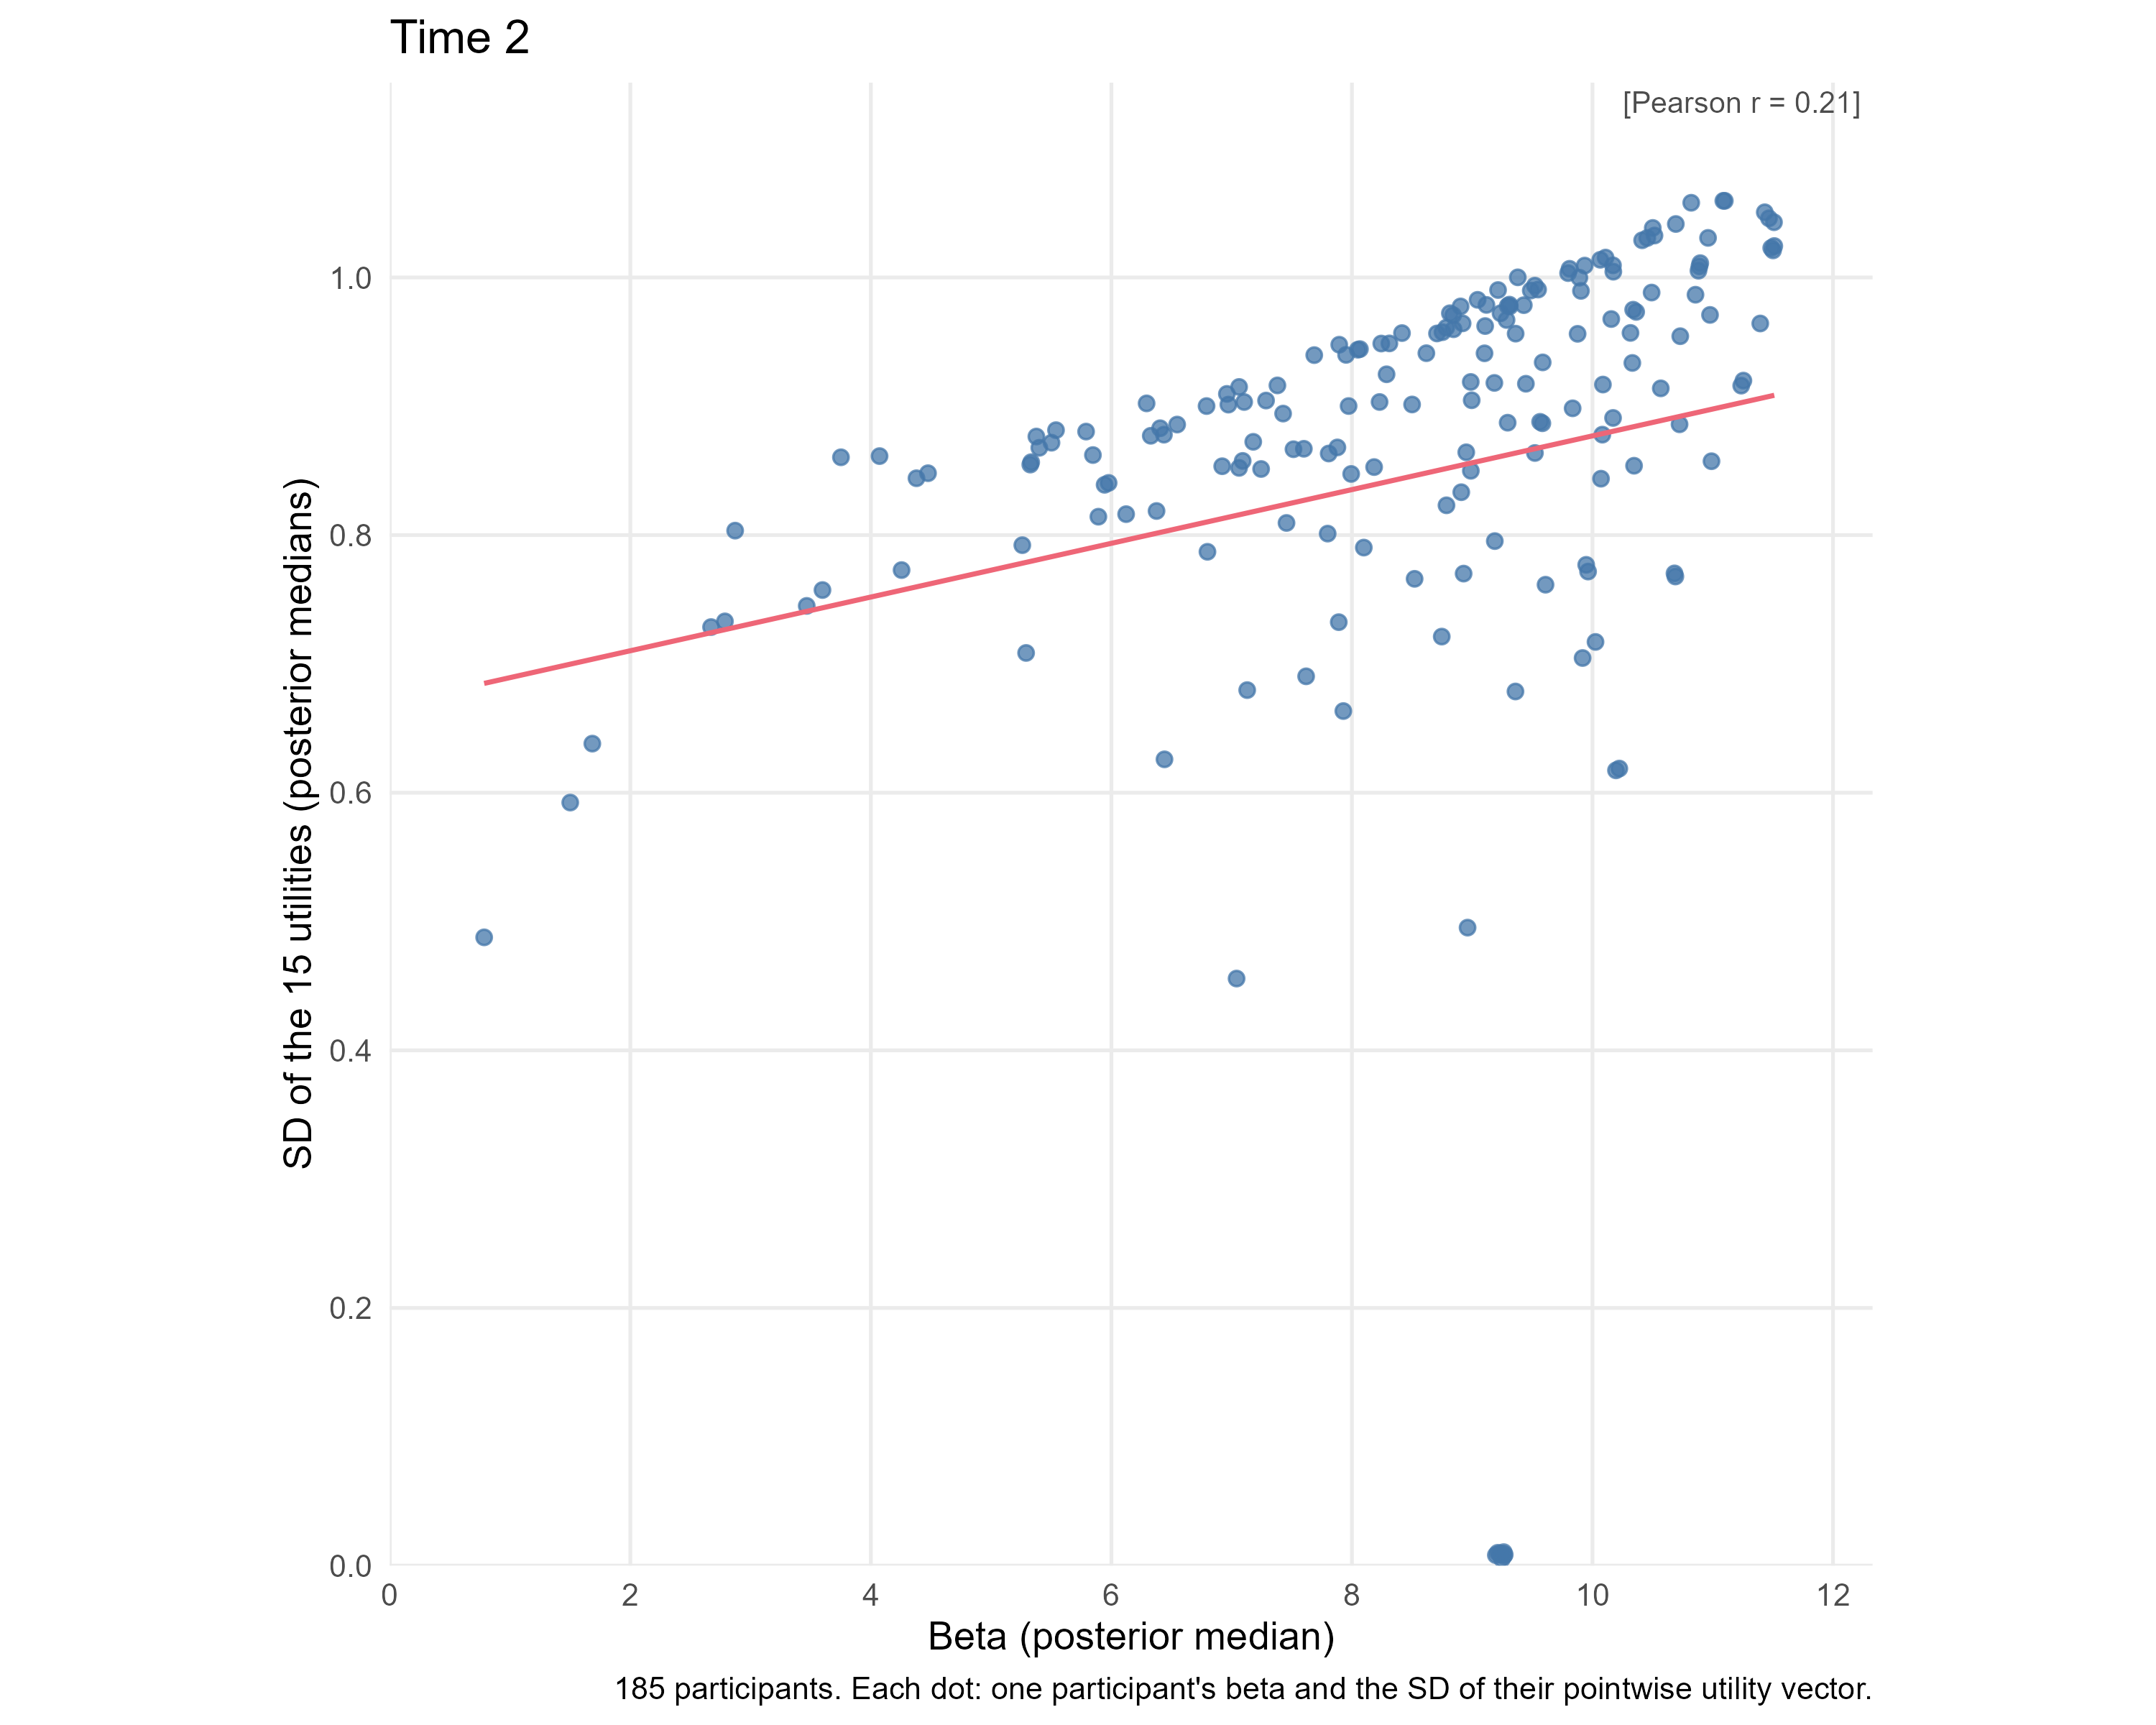 Time 2
[Pearson r = 0.21]
SD of the 15 utilities (posterior medians)
1.0
0.8
0.6
0.4
0.2
0.0
0 2 4 6 8 10 12
Beta (posterior median)
185 participants. Each dot: one participant's beta and the SD of their pointwise utility vector.